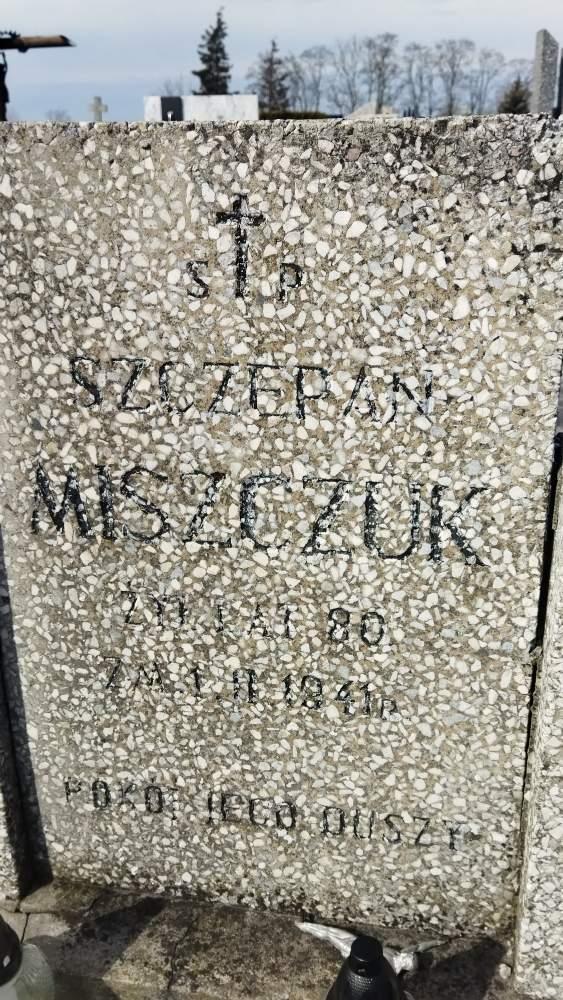 S P
SZCZEPAN
MISZCZUK
ŻYŁ LAT 80
ZM. 1.II 1941 R
POKÓJ JEGO DUSZY